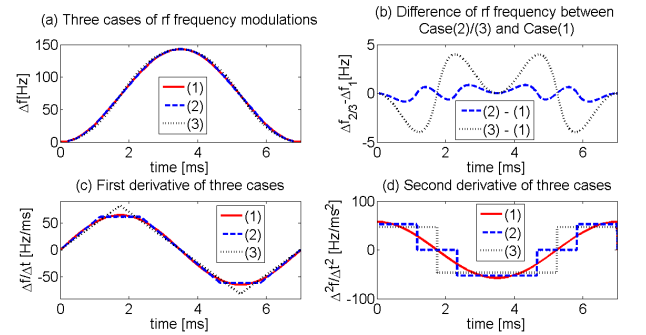 (a) Three cases of rf frequency modulations
150
100
50
0
Δf[Hz]
(1)
(2)
(3)
0 2 4 6
time [ms]
(b) Difference of rf frequency between
Case(2)/(3) and Case(1)
5
0
-5
Δf2/3-Δf1[Hz]
(2) - (1)
(3) - (1)
0 2 4 6
time [ms]
(c) First derivative of three cases
50
0
-50
Δf/Δt [Hz/ms]
(1)
(2)
(3)
0 2 4 6
time [ms]
(d) Second derivative of three cases
100
0
-100
Δ²f/Δt² [Hz/ms²]
(1)
(2)
(3)
0 2 4 6
time [ms]